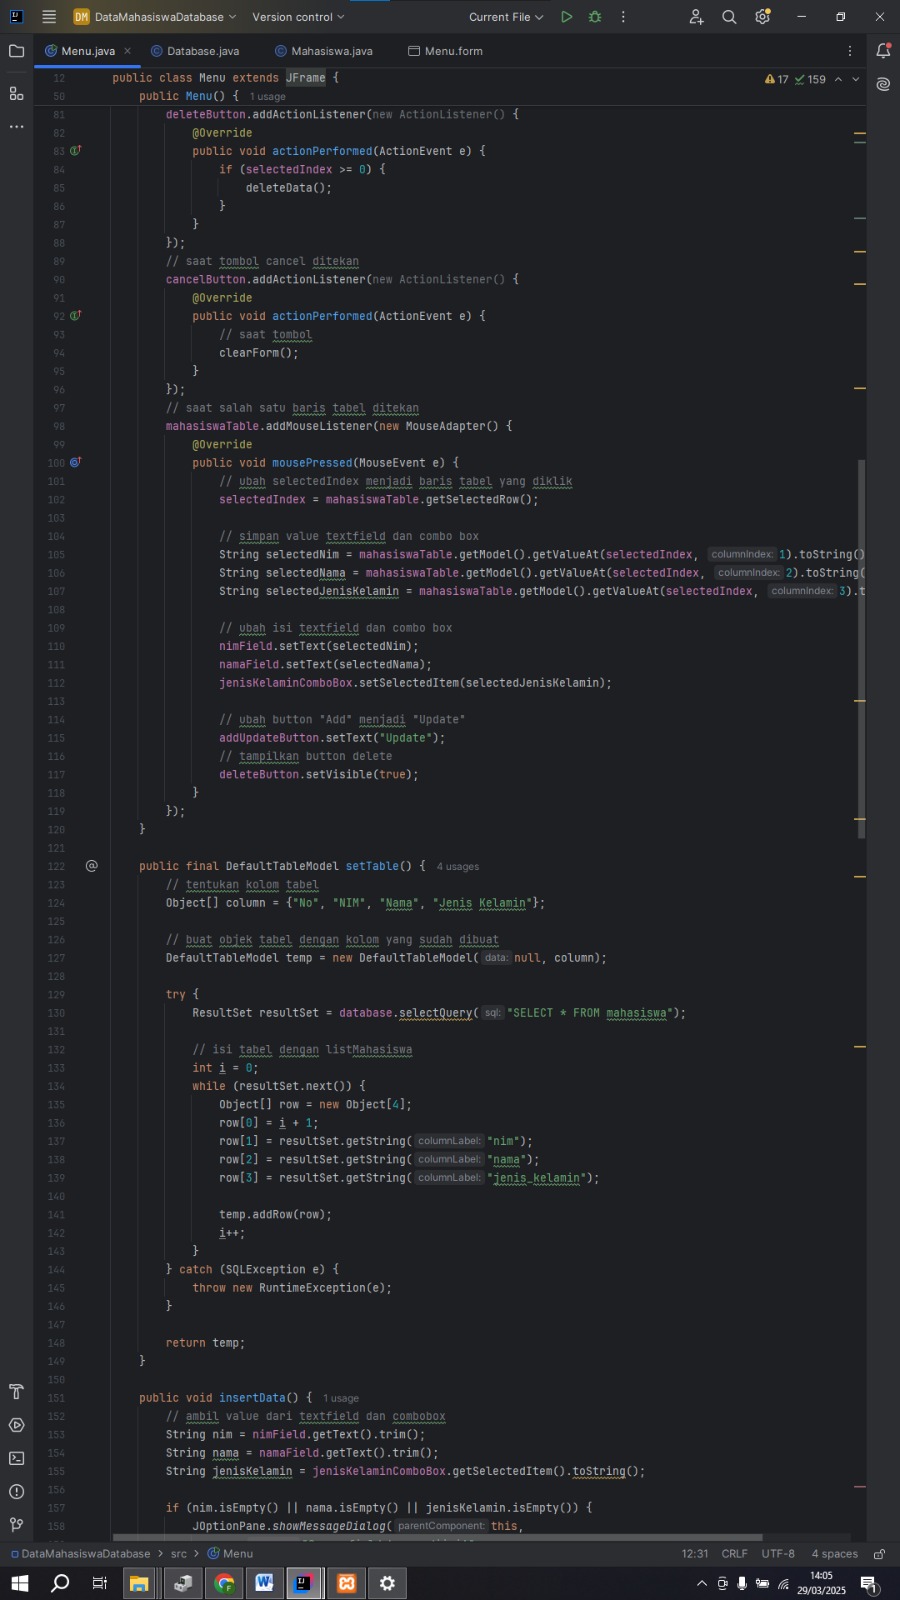 DM DataMahasiswaDatabase Version control Current File
Menu.java Database.java Mahasiswa.java Menu.form
12 public class Menu extends JFrame { 17 159
50 public Menu() { 1 usage
81 deleteButton.addActionListener(new ActionListener() {
82 @Override
83 public void actionPerformed(ActionEvent e) {
84 if (selectedIndex >= 0) {
85 deleteData();
86 }
87 }
88 });
89 // saat tombol cancel ditekan
90 cancelButton.addActionListener(new ActionListener() {
91 @Override
92 public void actionPerformed(ActionEvent e) {
93 // saat tombol
94 clearForm();
95 }
96 });
97 // saat salah satu baris tabel ditekan
98 mahasiswaTable.addMouseListener(new MouseAdapter() {
99 @Override
100 public void mousePressed(MouseEvent e) {
101 // ubah selectedIndex menjadi baris tabel yang diklik
102 selectedIndex = mahasiswaTable.getSelectedRow();
103
104 // simpan value textfield dan combo box
105 String selectedNim = mahasiswaTable.getModel().getValueAt(selectedIndex, columnIndex: 1).toString()
106 String selectedNama = mahasiswaTable.getModel().getValueAt(selectedIndex, columnIndex: 2).toString(
107 String selectedJenisKelamin = mahasiswaTable.getModel().getValueAt(selectedIndex, columnIndex: 3).t
108
109 // ubah isi textfield dan combo box
110 nimField.setText(selectedNim);
111 namaField.setText(selectedNama);
112 jenisKelaminComboBox.setSelectedItem(selectedJenisKelamin);
113
114 // ubah button "Add" menjadi "Update"
115 addUpdateButton.setText("Update");
116 // tampilkan button delete
117 deleteButton.setVisible(true);
118 }
119 });
120 }
121
122 @ public final DefaultTableModel setTable() { 4 usages
123 // tentukan kolom tabel
124 Object[] column = {"No", "NIM", "Nama", "Jenis Kelamin"};
125
126 // buat objek tabel dengan kolom yang sudah dibuat
127 DefaultTableModel temp = new DefaultTableModel( data: null, column);
128
129 try {
130 ResultSet resultSet = database.selectQuery( sql: "SELECT * FROM mahasiswa");
131
132 // isi tabel dengan listMahasiswa
133 int i = 0;
134 while (resultSet.next()) {
135 Object[] row = new Object[4];
136 row[0] = i + 1;
137 row[1] = resultSet.getString( columnLabel: "nim");
138 row[2] = resultSet.getString( columnLabel: "nama");
139 row[3] = resultSet.getString( columnLabel: "jenis_kelamin");
140
141 temp.addRow(row);
142 i++;
143 }
144 } catch (SQLException e) {
145 throw new RuntimeException(e);
146 }
147
148 return temp;
149 }
150
151 public void insertData() { 1 usage
152 // ambil value dari textfield dan combobox
153 String nim = nimField.getText().trim();
154 String nama = namaField.getText().trim();
155 String jenisKelamin = jenisKelaminComboBox.getSelectedItem().toString();
156
157 if (nim.isEmpty() || nama.isEmpty() || jenisKelamin.isEmpty()) {
158 JOptionPane.showMessageDialog( parentComponent: this,
DataMahasiswaDatabase > src > Menu 12:31 CRLF UTF-8 4 spaces
14:05
29/03/2025
1